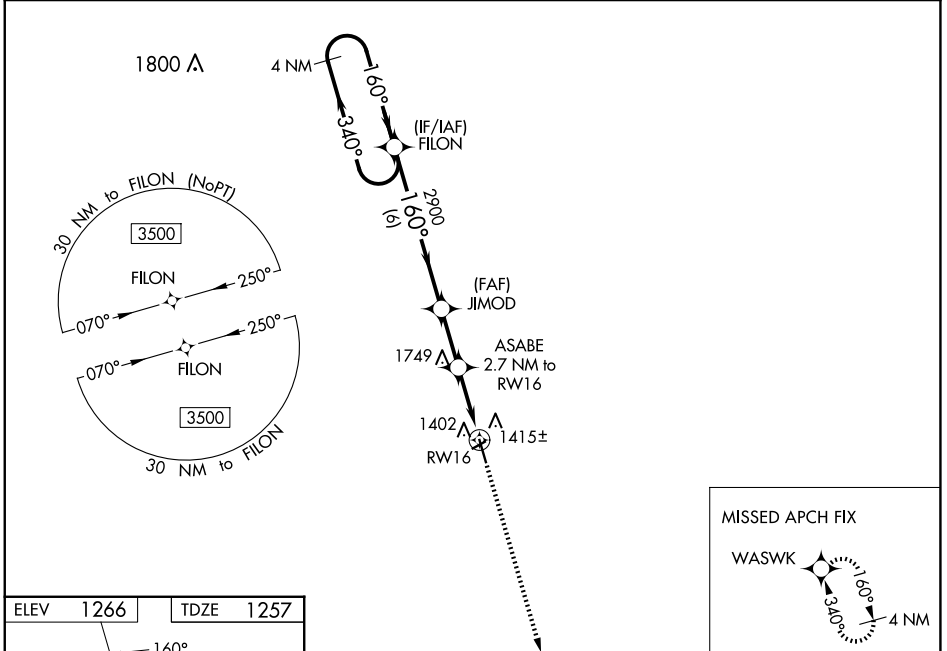 1800
4 NM
160°
340°
(IF/IAF)
FILON
2900
160°
(6)
30 NM to FILON (NoPT)
3500
FILON
250°
070°
(FAF)
JIMOD
250°
070°
FILON
3500
30 NM to FILON
1749
ASABE
2.7 NM to
RW16
1402
1415±
RW16
MISSED APCH FIX
WASWK
160°
340°
4 NM
ELEV 1266
TDZE 1257
160°